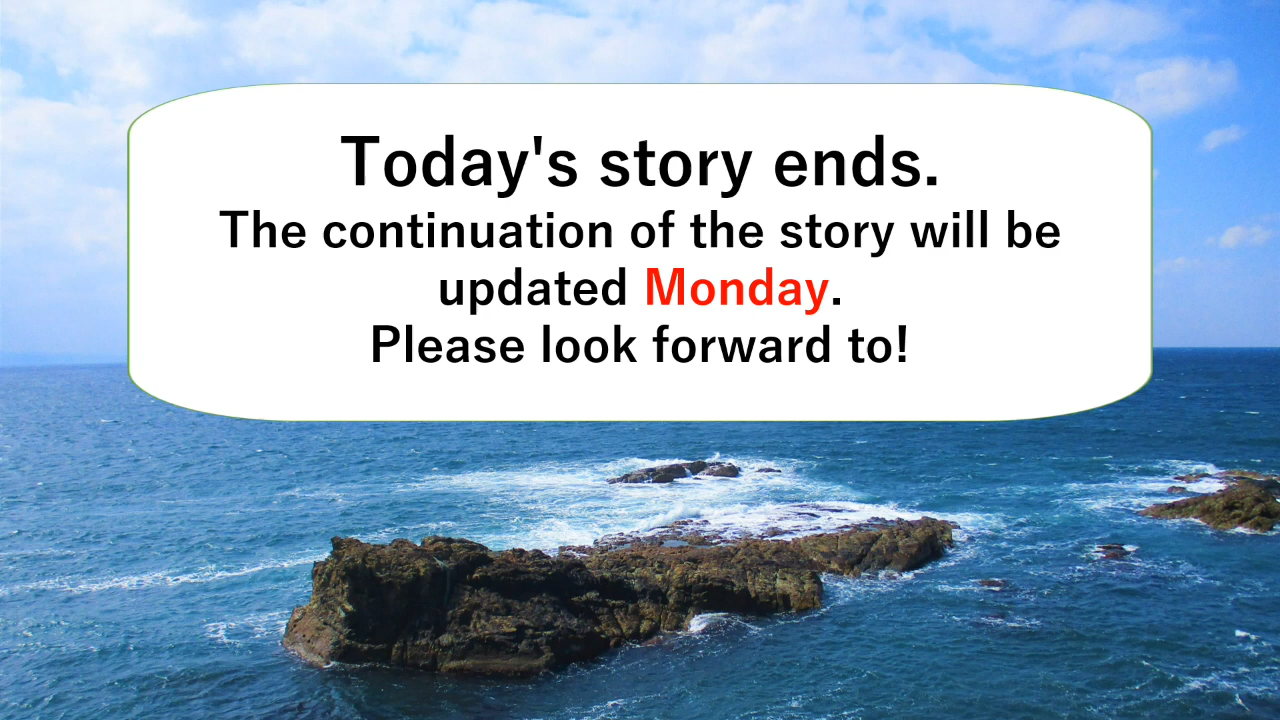 Today's story ends.
The continuation of the story will be
updated Monday.
Please look forward to!